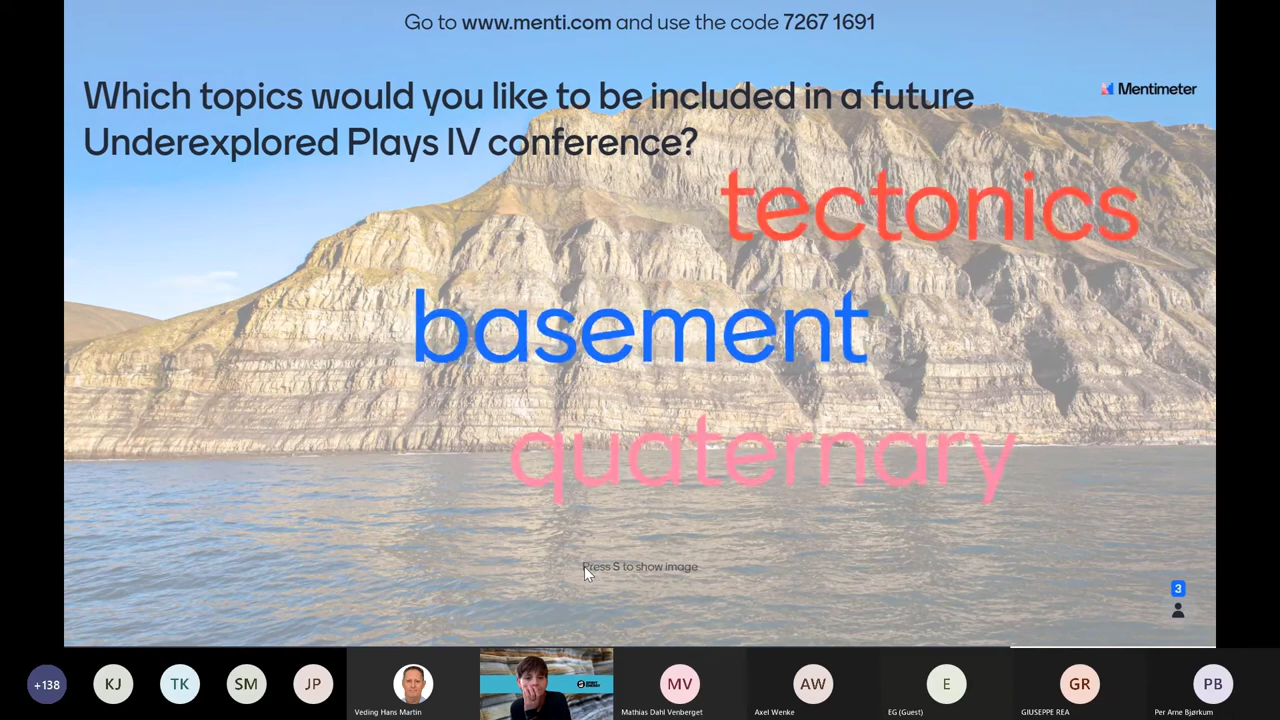 Go to www.menti.com and use the code 7267 1691
Mentimeter
Which topics would you like to be included in a future
Underexplored Plays IV conference?
tectonics
basement
quaternary
Press S to show image
3
+138
KJ
TK
SM
JP
MV
AW
E
GR
PB
Veding Hans Martin
Mathias Dahl Venberget
Axel Wenke
EG (Guest)
GIUSEPPE REA
Per Arne Bjørkum